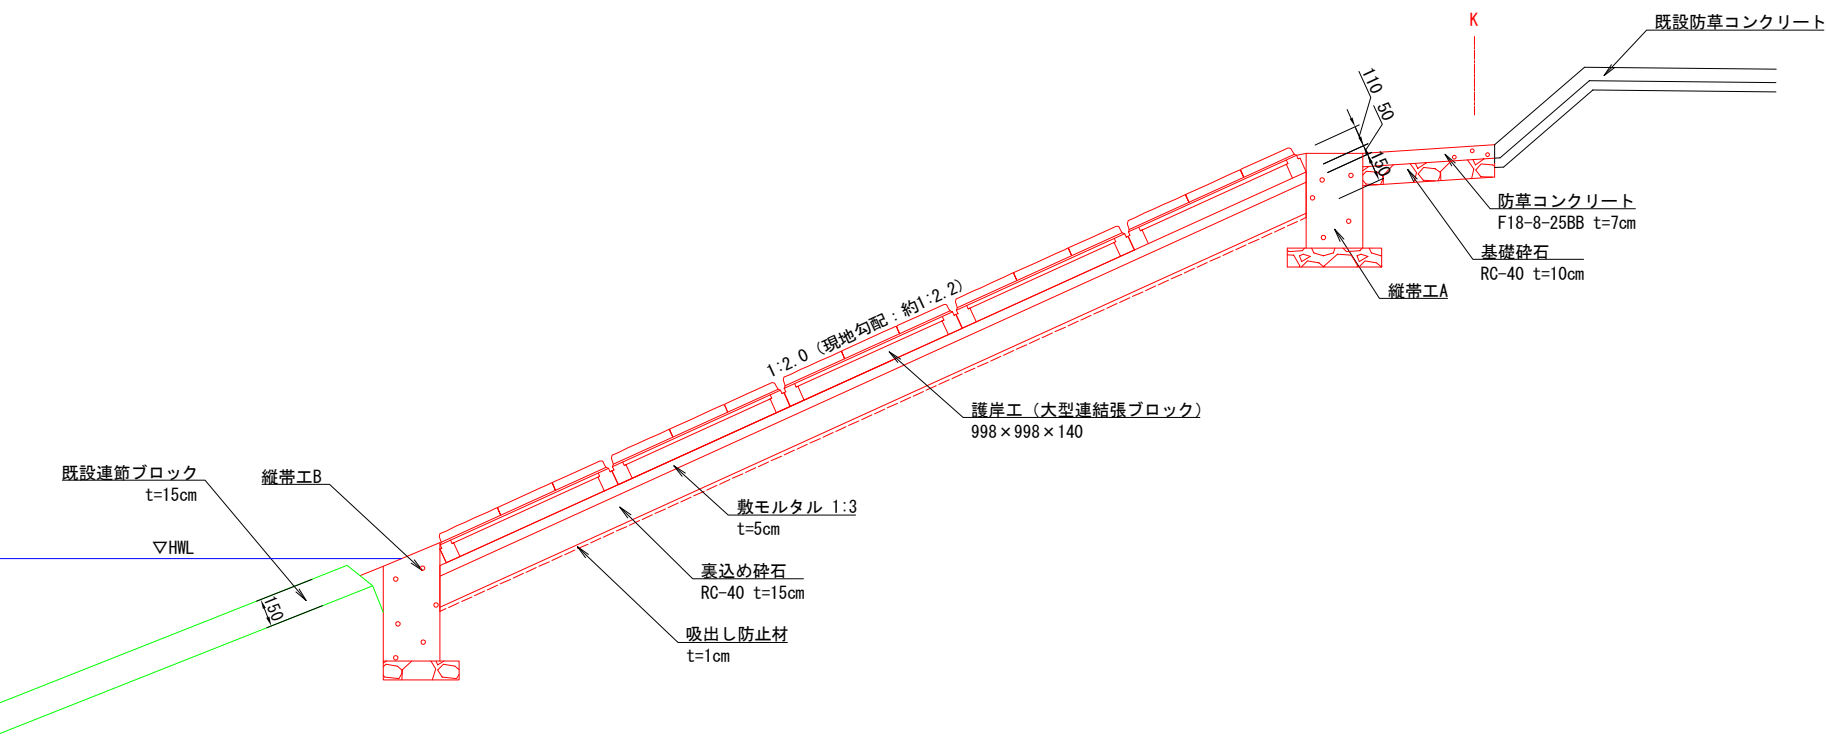 K
既設防草コンクリート
110
50
150
防草コンクリート
F18-8-25BB t=7cm
基礎砕石
RC-40 t=10cm
縦帯工A
1:2.0 (現地勾配：約1:2.2)
護岸工（大型連結張ブロック）
998×998×140
既設連節ブロック
t=15cm
縦帯工B
敷モルタル 1:3
t=5cm
▽HWL
裏込め砕石
RC-40 t=15cm
150
吸出し防止材
t=1cm